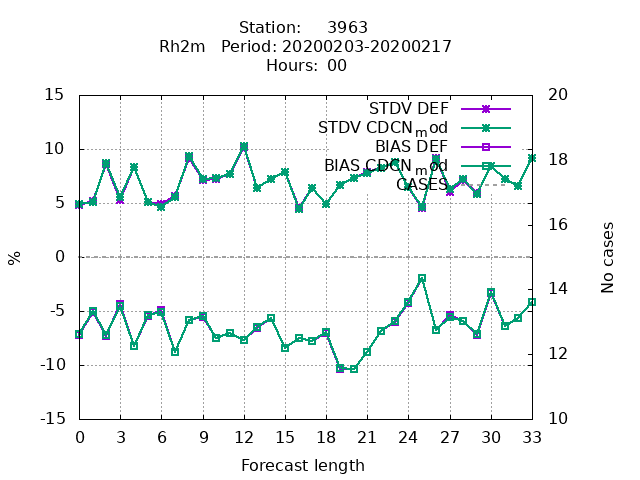 Station: 3963
Rh2m Period: 20200203-20200217
Hours: 00
15 20
STDV DEF
STDV CDCN_mod
10 18
BIAS DEF
BIAS CDCN_mod
CASES
5
16
% 0 No cases
14
-5
12
-10
-15 10
0 3 6 9 12 15 18 21 24 27 30 33
Forecast length